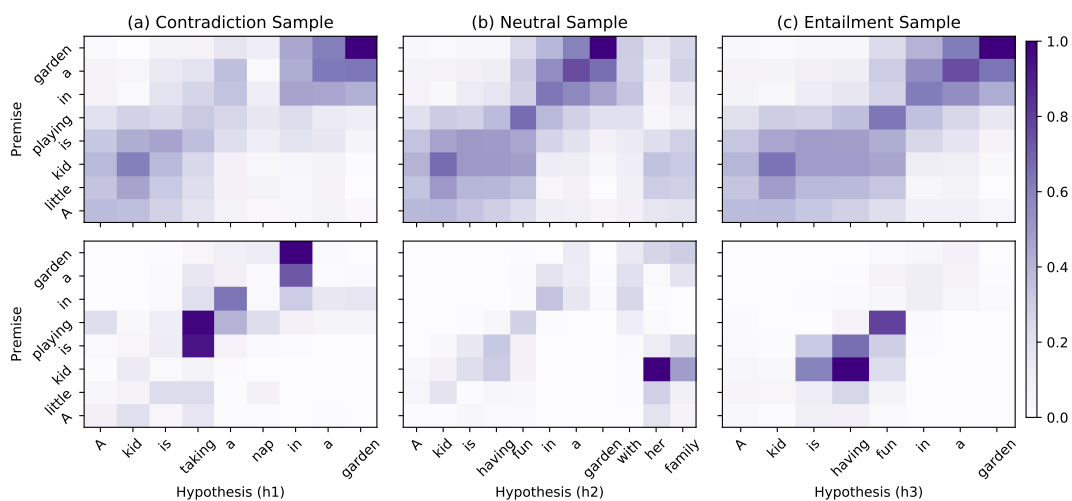 (a) Contradiction Sample
(b) Neutral Sample
(c) Entailment Sample
Premise
garden
a
in
playing
is
kid
little
A
1.0
0.8
0.6
0.4
0.2
0.0
Premise
garden
a
in
playing
is
kid
little
A
A kid is taking a nap in a garden
A kid is having fun in a garden with her family
A kid is having fun in a garden
Hypothesis (h1)
Hypothesis (h2)
Hypothesis (h3)